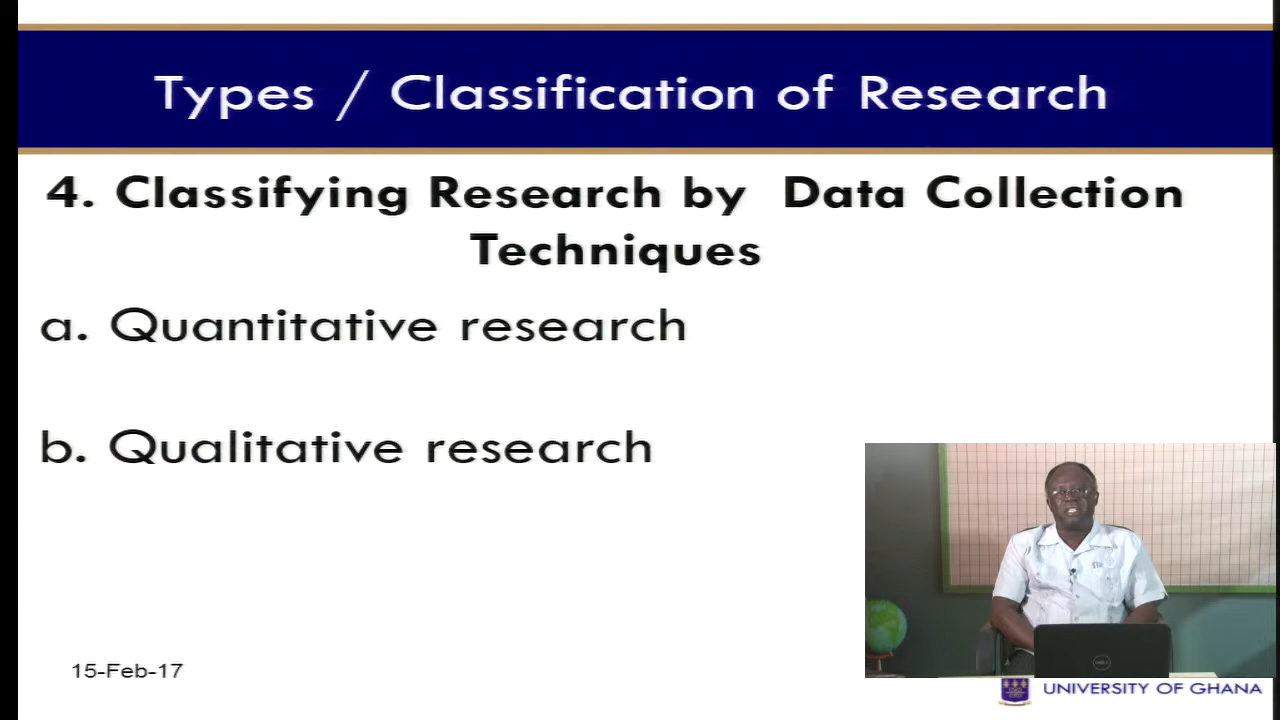 Types / Classification of Research
4. Classifying Research by Data Collection
Techniques
a. Quantitative research
b. Qualitative research
15-Feb-17
UNIVERSITY OF GHANA